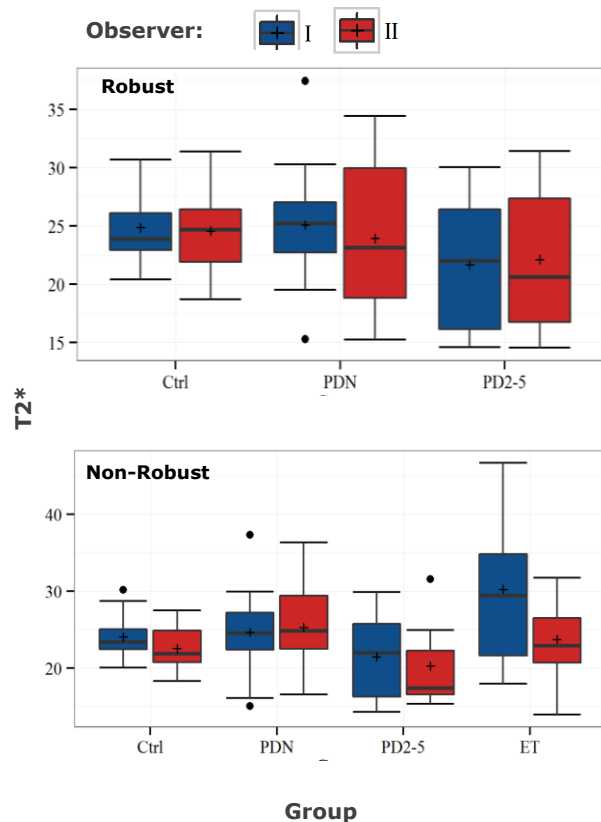 Observer: I II
Robust
35
30
25
20
15
Ctrl PDN PD2-5
T2*
Non-Robust
40
30
20
Ctrl PDN PD2-5 ET
Group